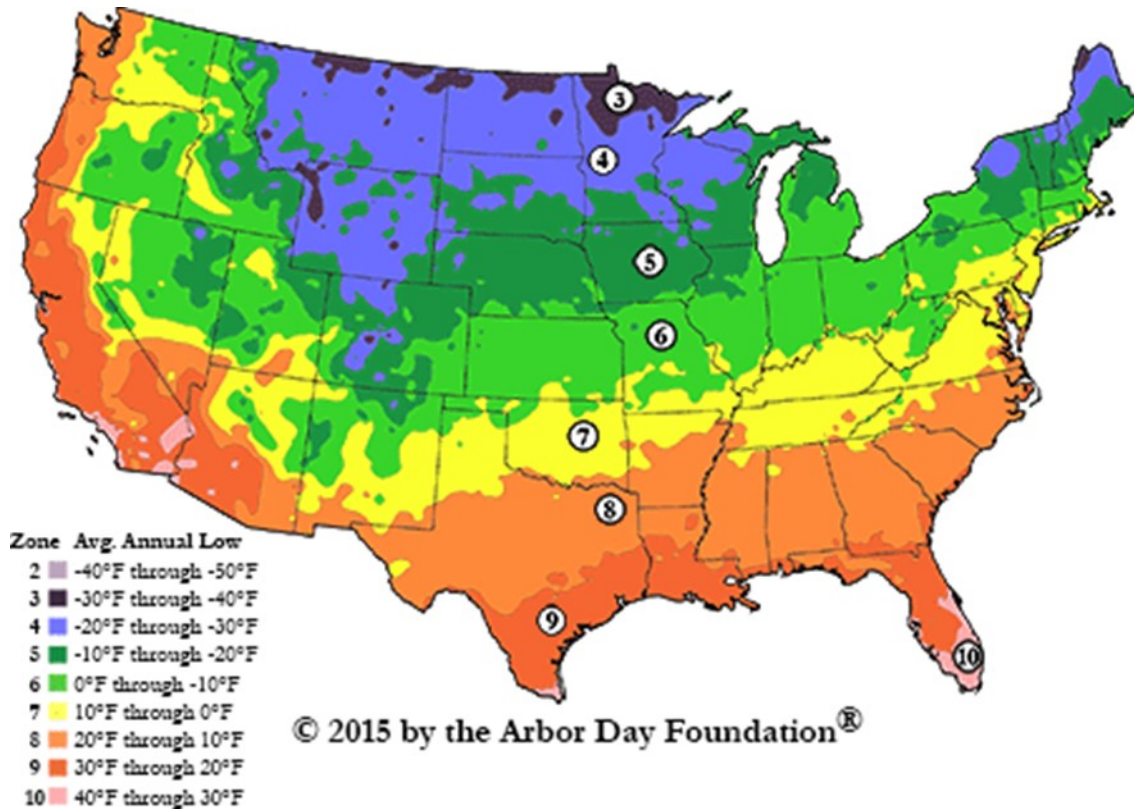 3
4
5
6
7
8
9
10
Zone Avg. Annual Low
2 -40°F through -50°F
3 -30°F through -40°F
4 -20°F through -30°F
5 -10°F through -20°F
6 0°F through -10°F
7 10°F through 0°F
8 20°F through 10°F
9 30°F through 20°F
10 40°F through 30°F
© 2015 by the Arbor Day Foundation®